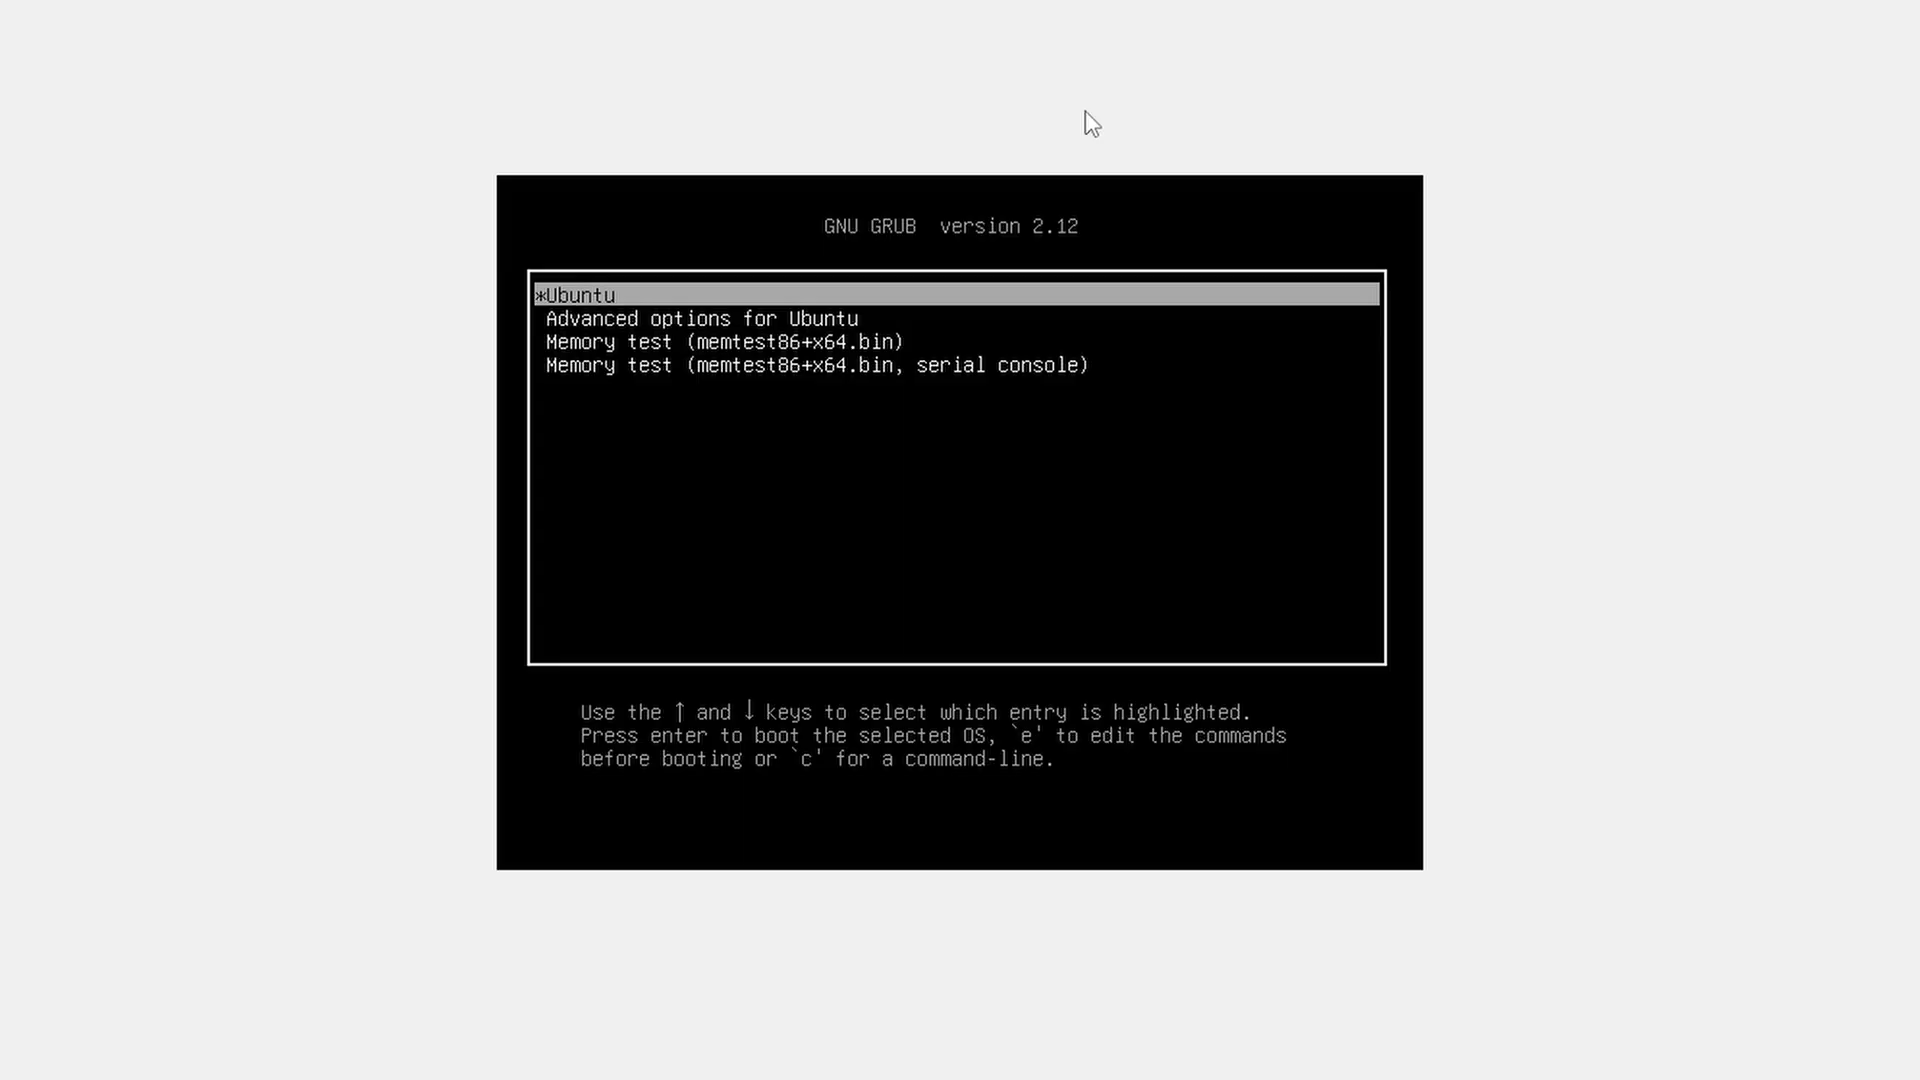 GNU GRUB  version 2.12
*Ubuntu
Advanced options for Ubuntu
Memory test (memtest86+x64.bin)
Memory test (memtest86+x64.bin, serial console)
Use the ↑ and ↓ keys to select which entry is highlighted.
Press enter to boot the selected OS, `e' to edit the commands
before booting or `c' for a command-line.